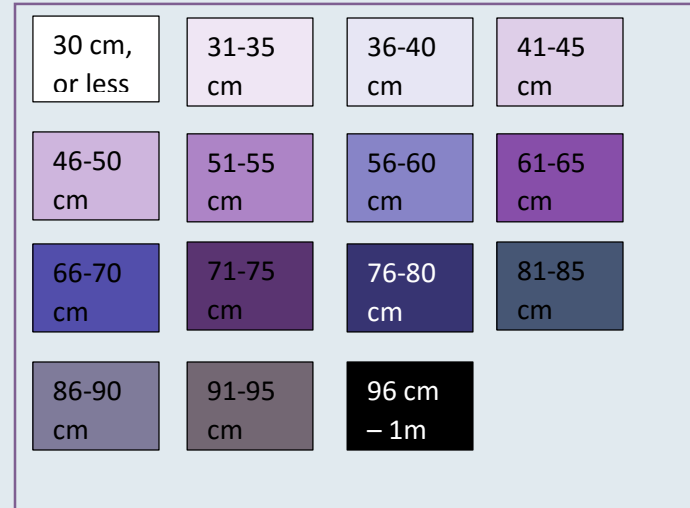 30 cm,
or less
31-35
cm
36-40
cm
41-45
cm
46-50
cm
51-55
cm
56-60
cm
61-65
cm
66-70
cm
71-75
cm
76-80
cm
81-85
cm
86-90
cm
91-95
cm
96 cm
– 1m